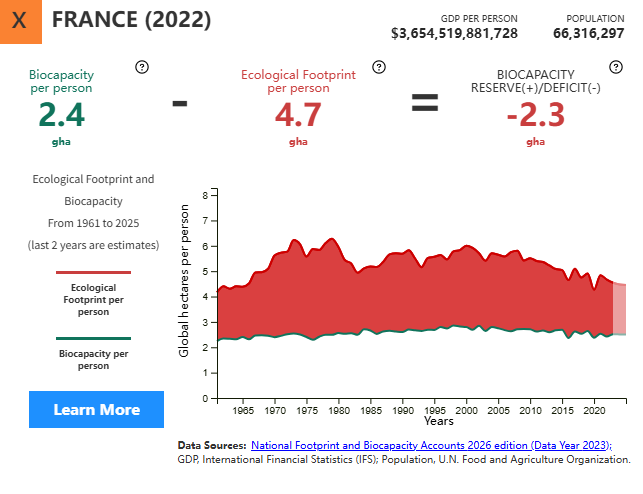 X
FRANCE (2022)
GDP PER PERSON
$3,654,519,881,728
POPULATION
66,316,297
Biocapacity
per person
2.4
gha
?
-
Ecological Footprint
per person
4.7
gha
?
=
BIOCAPACITY
RESERVE(+)/DEFICIT(-)
-2.3
gha
?
Ecological Footprint and
Biocapacity
From 1961 to 2025
(last 2 years are estimates)
Ecological
Footprint per
person
Biocapacity per
person
Learn More
Global hectares per person
8
7
6
5
4
3
2
1
0
1965 1970 1975 1980 1985 1990 1995 2000 2005 2010 2015 2020
Years
Data Sources: National Footprint and Biocapacity Accounts 2026 edition (Data Year 2023);
GDP, International Financial Statistics (IFS); Population, U.N. Food and Agriculture Organization.